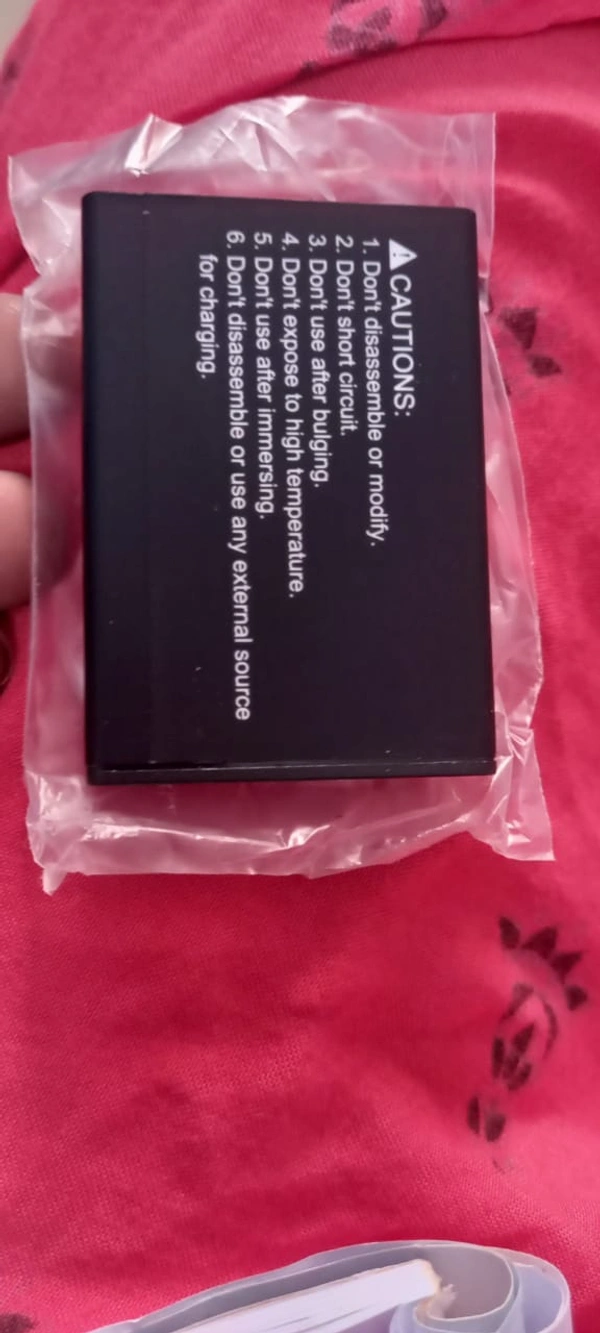 ⚠ CAUTIONS:
1. Don't disassemble or modify.
2. Don't short circuit.
3. Don't use after bulging.
4. Don't expose to high temperature.
5. Don't use after immersing.
6. Don't disassemble or use any external source
for charging.